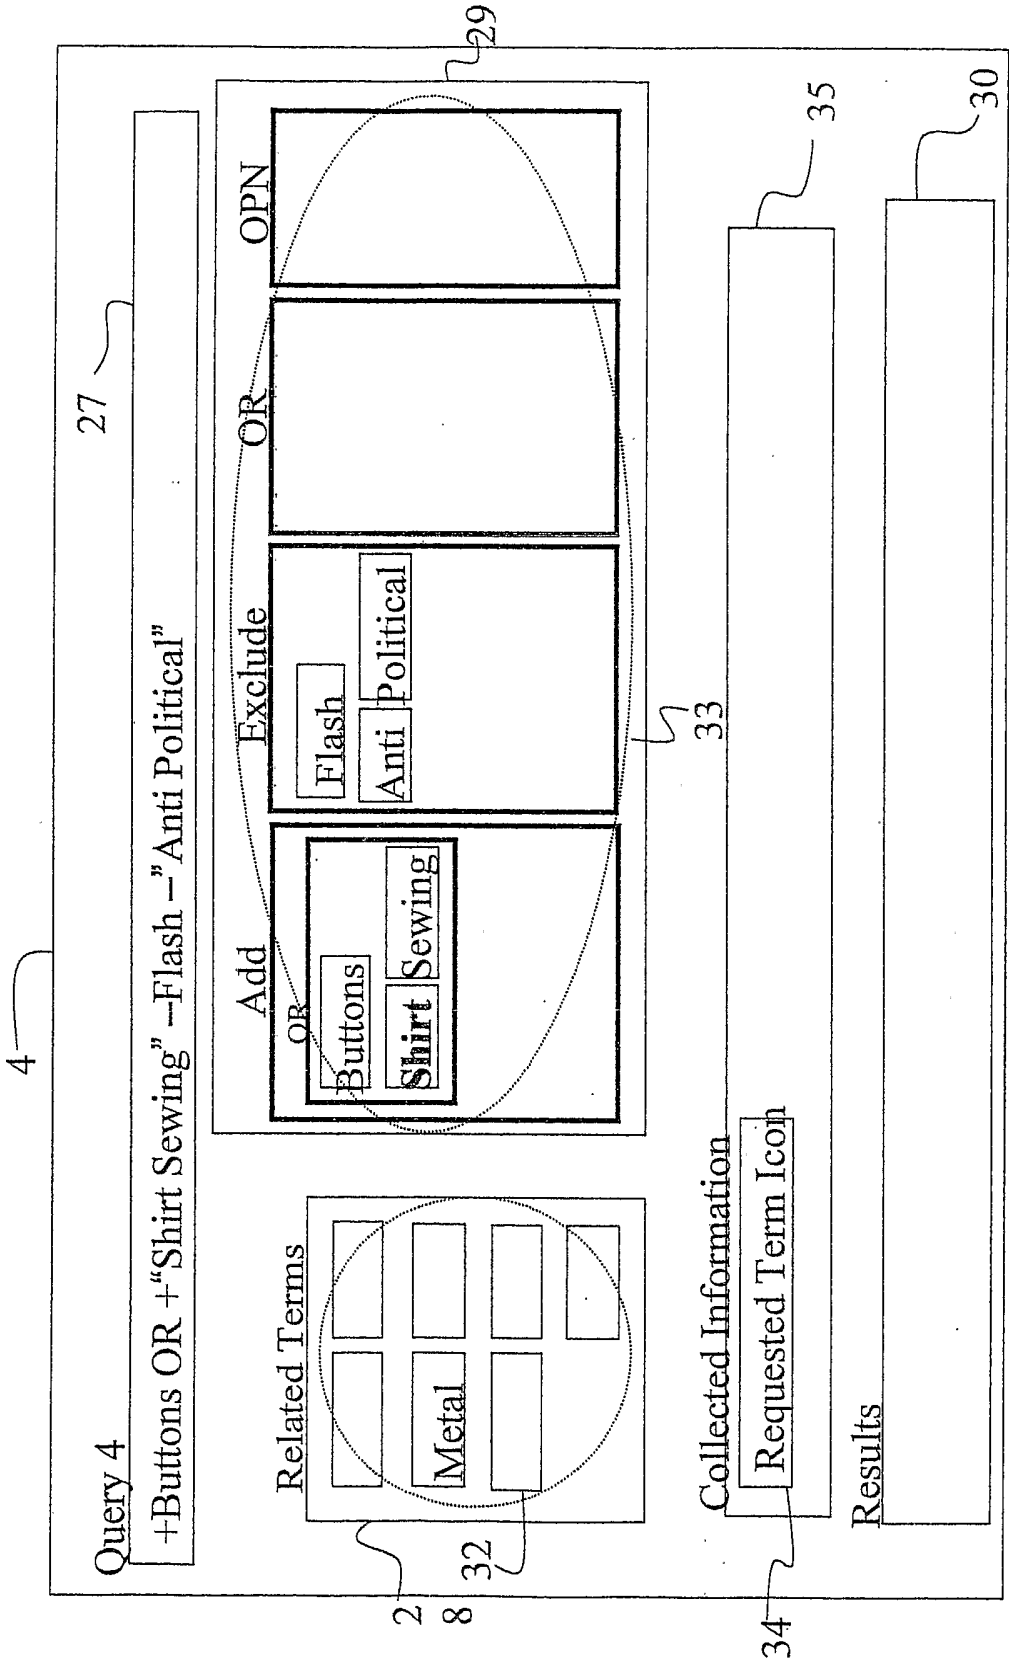 4
Query 4
27
+Buttons OR +“Shirt Sewing” –Flash –”Anti Political”
29
Related Terms
Metal
32
2
8
Add
Exclude
OR
OPN
OR
Buttons
Shirt Sewing
Flash
Anti Political
33
Collected Information
Requested Term Icon
34
35
Results
30